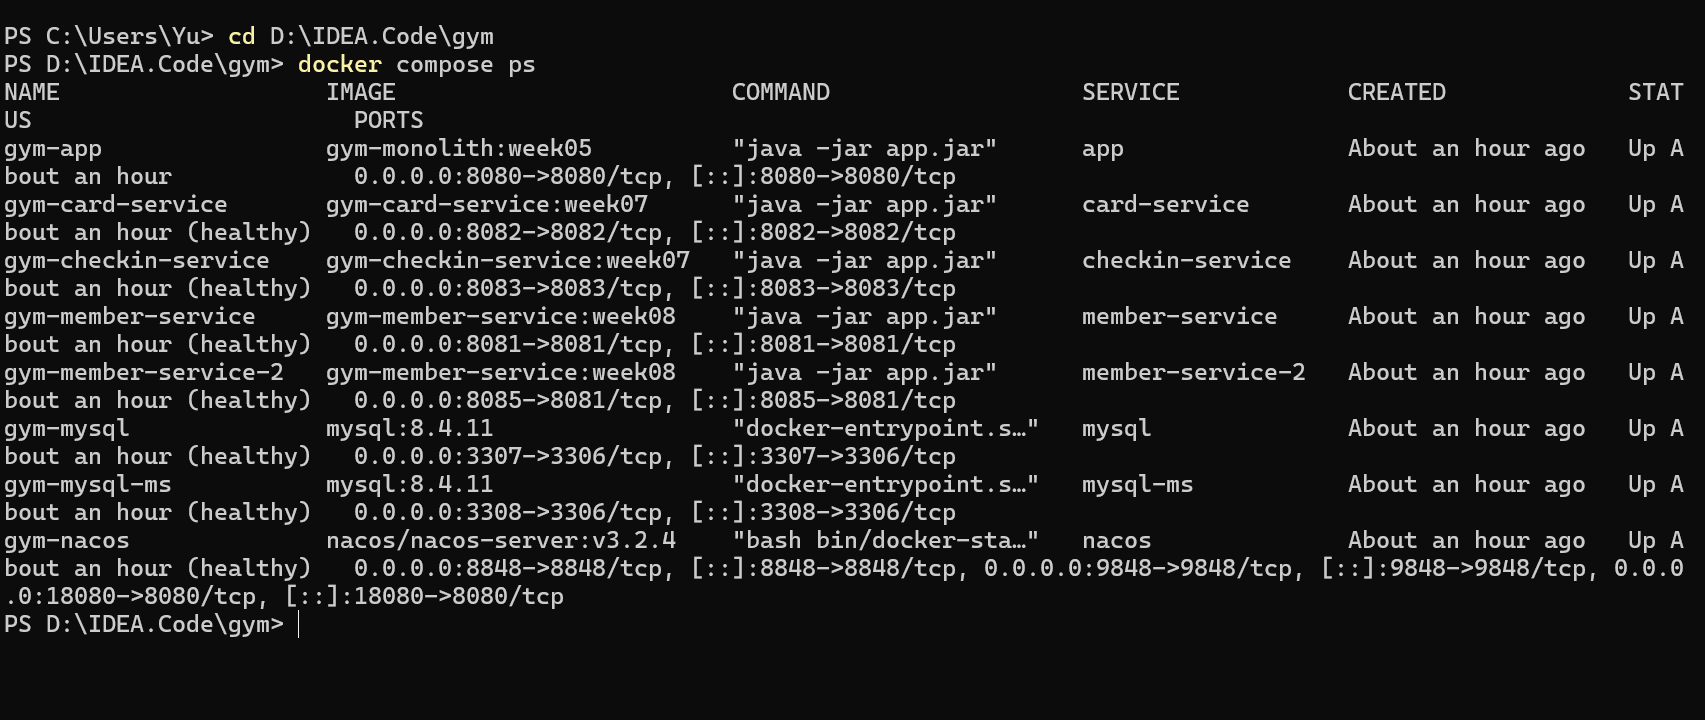 PS C:\Users\Yu> cd D:\IDEA.Code\gym
PS D:\IDEA.Code\gym> docker compose ps
NAME                   IMAGE                        COMMAND                  SERVICE            CREATED             STAT
US                       PORTS
gym-app                gym-monolith:week05          "java -jar app.jar"      app                About an hour ago   Up A
bout an hour             0.0.0.0:8080->8080/tcp, [::]:8080->8080/tcp
gym-card-service       gym-card-service:week07      "java -jar app.jar"      card-service       About an hour ago   Up A
bout an hour (healthy)   0.0.0.0:8082->8082/tcp, [::]:8082->8082/tcp
gym-checkin-service    gym-checkin-service:week07   "java -jar app.jar"      checkin-service    About an hour ago   Up A
bout an hour (healthy)   0.0.0.0:8083->8083/tcp, [::]:8083->8083/tcp
gym-member-service     gym-member-service:week08    "java -jar app.jar"      member-service     About an hour ago   Up A
bout an hour (healthy)   0.0.0.0:8081->8081/tcp, [::]:8081->8081/tcp
gym-member-service-2   gym-member-service:week08    "java -jar app.jar"      member-service-2   About an hour ago   Up A
bout an hour (healthy)   0.0.0.0:8085->8081/tcp, [::]:8085->8081/tcp
gym-mysql              mysql:8.4.11                 "docker-entrypoint.s…"   mysql              About an hour ago   Up A
bout an hour (healthy)   0.0.0.0:3307->3306/tcp, [::]:3307->3306/tcp
gym-mysql-ms           mysql:8.4.11                 "docker-entrypoint.s…"   mysql-ms           About an hour ago   Up A
bout an hour (healthy)   0.0.0.0:3308->3306/tcp, [::]:3308->3306/tcp
gym-nacos              nacos/nacos-server:v3.2.4    "bash bin/docker-sta…"   nacos              About an hour ago   Up A
bout an hour (healthy)   0.0.0.0:8848->8848/tcp, [::]:8848->8848/tcp, 0.0.0.0:9848->9848/tcp, [::]:9848->9848/tcp, 0.0.0
.0:18080->8080/tcp, [::]:18080->8080/tcp
PS D:\IDEA.Code\gym>